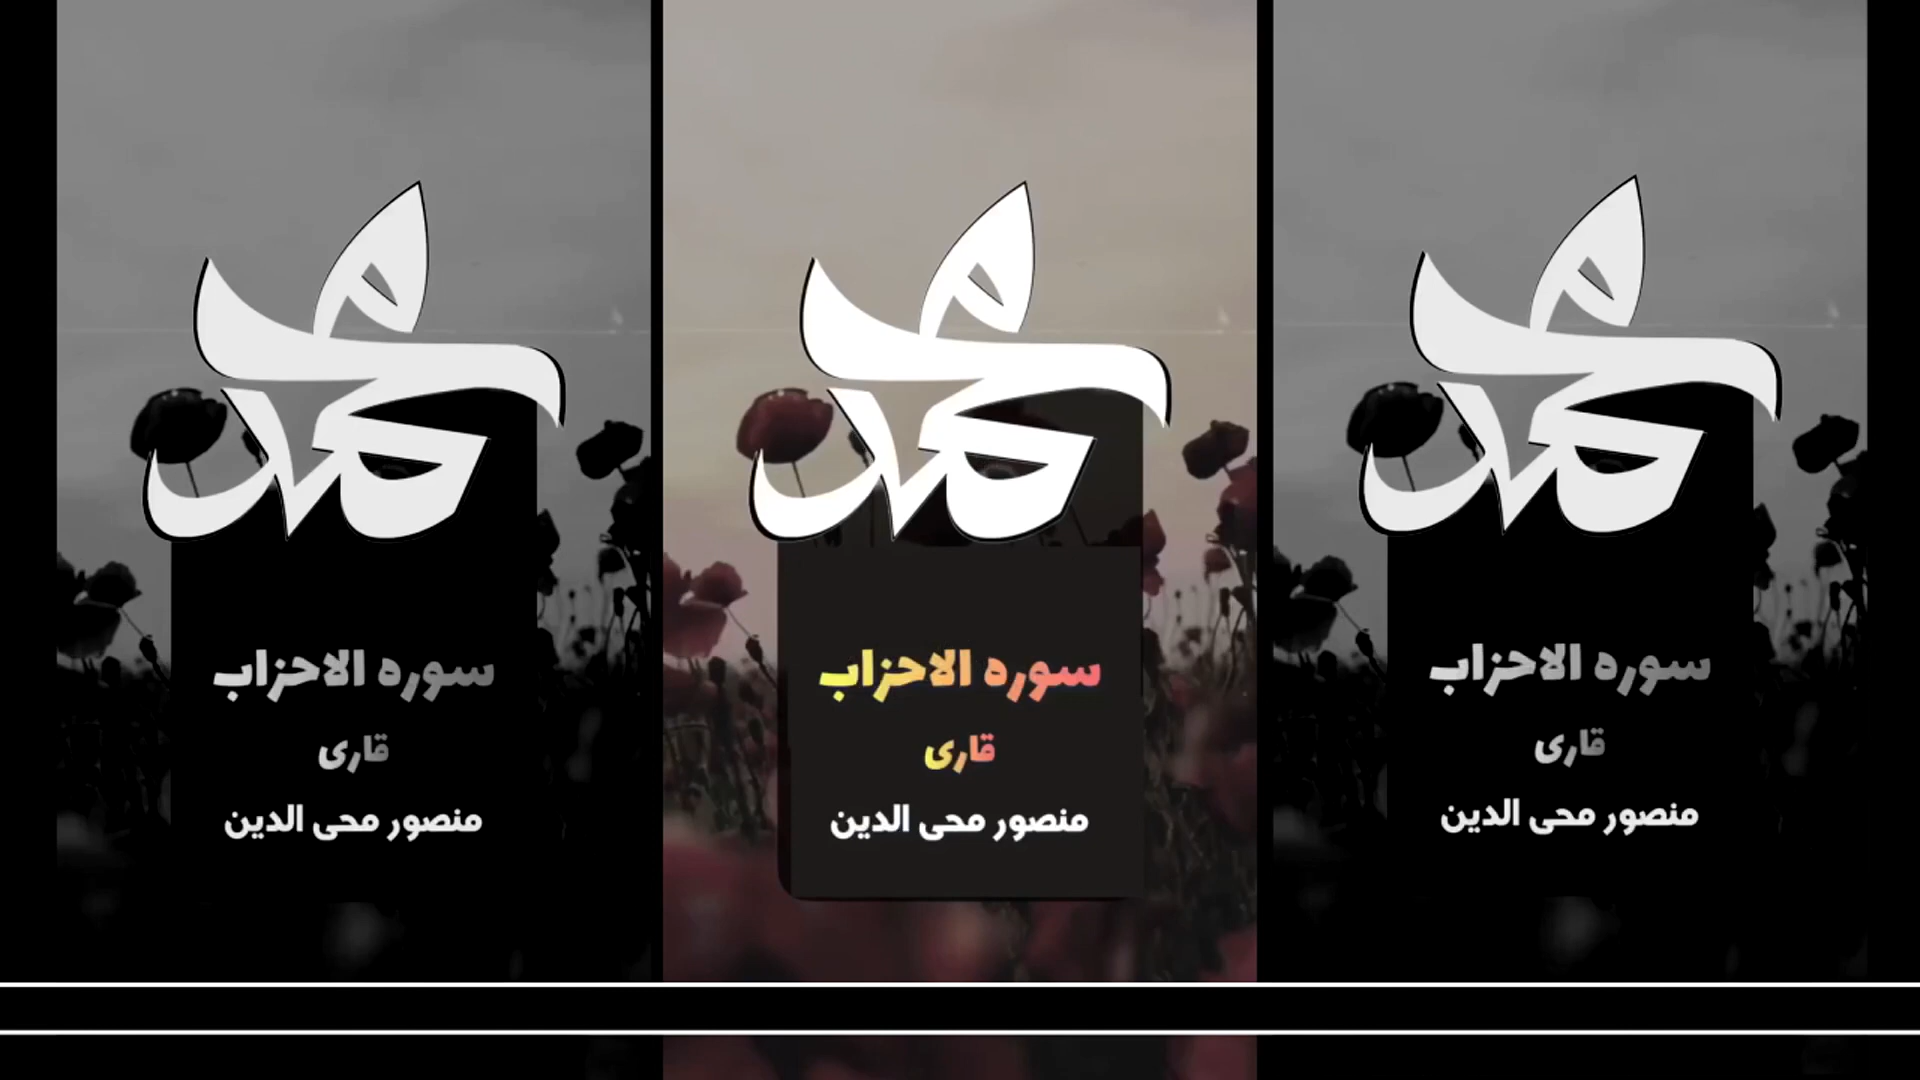 محمد
سوره الاحزاب
قاری
منصور محی الدین
محمد
سوره الاحزاب
قاری
منصور محی الدین
محمد
سوره الاحزاب
قاری
منصور محی الدین